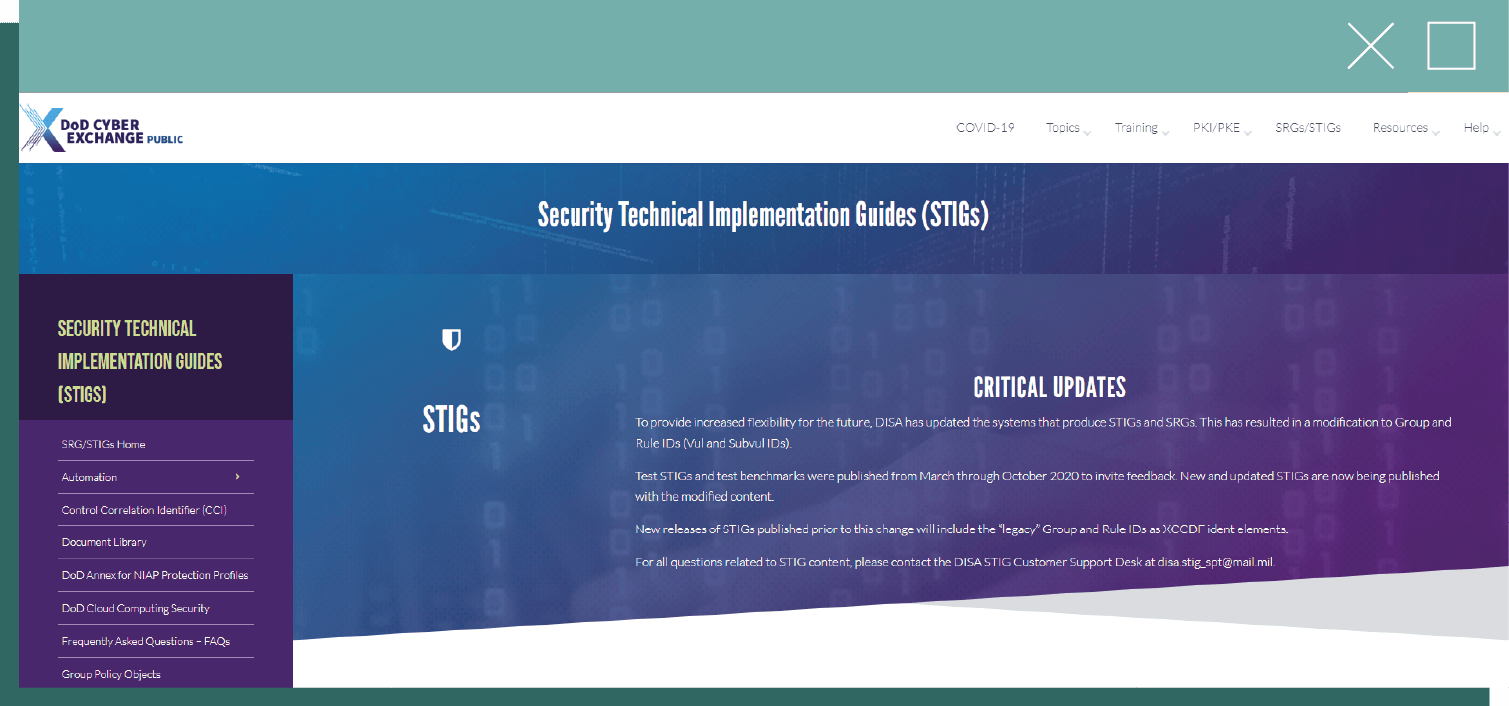 DoD CYBER
EXCHANGE PUBLIC
COVID-19 Topics Training PKI/PKE SRGs/STIGs Resources Help
Security Technical Implementation Guides (STIGs)
SECURITY TECHNICAL
IMPLEMENTATION GUIDES
(STIGS)
SRG/STIGs Home
Automation
Control Correlation Identifier (CCI)
Document Library
DoD Annex for NIAP Protection Profiles
DoD Cloud Computing Security
Frequently Asked Questions – FAQs
Group Policy Objects
STIGs
CRITICAL UPDATES
To provide increased flexibility for the future, DISA has updated the systems that produce STIGs and SRGs. This has resulted in a modification to Group and
Rule IDs (Vul and Subvul IDs).
Test STIGs and test benchmarks were published from March through October 2020 to invite feedback. New and updated STIGs are now being published
with the modified content.
New releases of STIGs published prior to this change will include the “legacy” Group and Rule IDs as XCCDF ident elements.
For all questions related to STIG content, please contact the DISA STIG Customer Support Desk at disa.stig_spt@mail.mil.